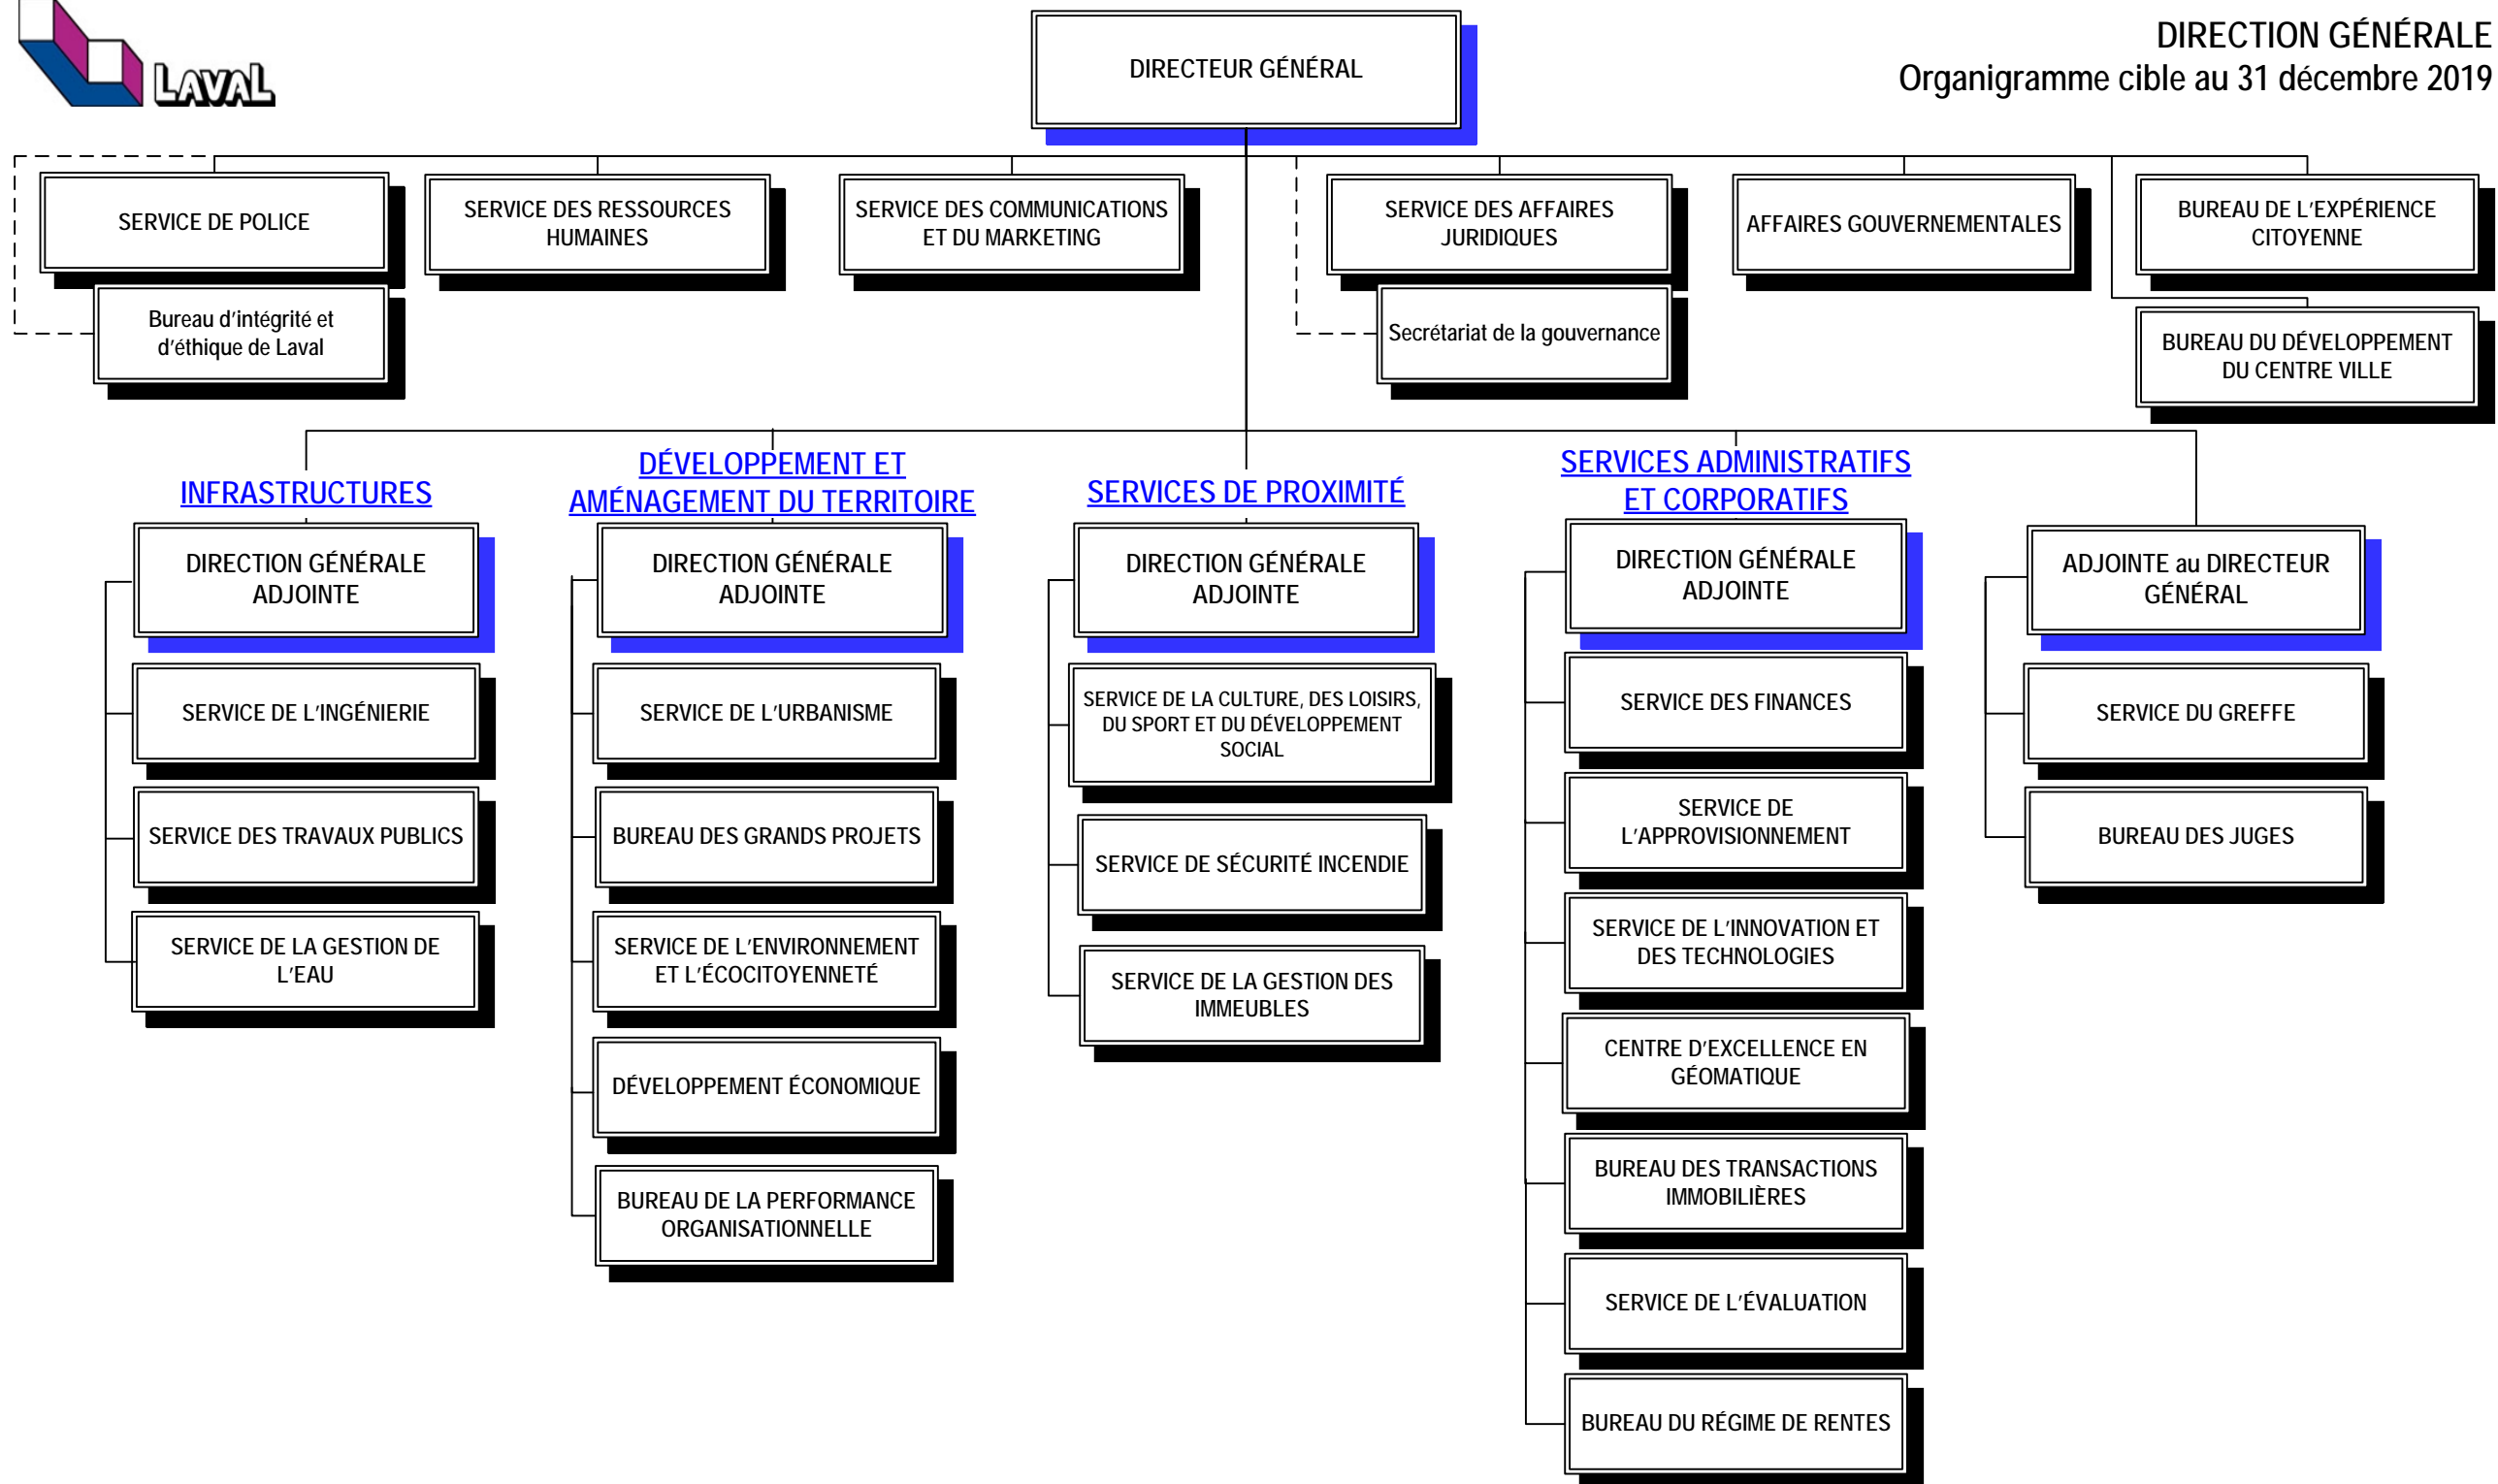 LAVAL
DIRECTEUR GÉNÉRAL
DIRECTION GÉNÉRALE
Organigramme cible au 31 décembre 2019
SERVICE DE POLICE
SERVICE DES RESSOURCES
HUMAINES
SERVICE DES COMMUNICATIONS
ET DU MARKETING
SERVICE DES AFFAIRES
JURIDIQUES
AFFAIRES GOUVERNEMENTALES
BUREAU DE L'EXPÉRIENCE
CITOYENNE
Bureau d'intégrité et
d'éthique de Laval
Secrétariat de la gouvernance
BUREAU DU DÉVELOPPEMENT
DU CENTRE VILLE
INFRASTRUCTURES
DIRECTION GÉNÉRALE
ADJOINTE
SERVICE DE L'INGÉNIERIE
SERVICE DES TRAVAUX PUBLICS
SERVICE DE LA GESTION DE
L'EAU
DÉVELOPPEMENT ET
AMÉNAGEMENT DU TERRITOIRE
DIRECTION GÉNÉRALE
ADJOINTE
SERVICE DE L'URBANISME
BUREAU DES GRANDS PROJETS
SERVICE DE L'ENVIRONNEMENT
ET L'ÉCOCITOYENNETÉ
DÉVELOPPEMENT ÉCONOMIQUE
BUREAU DE LA PERFORMANCE
ORGANISATIONNELLE
SERVICES DE PROXIMITÉ
DIRECTION GÉNÉRALE
ADJOINTE
SERVICE DE LA CULTURE, DES LOISIRS,
DU SPORT ET DU DÉVELOPPEMENT
SOCIAL
SERVICE DE SÉCURITÉ INCENDIE
SERVICE DE LA GESTION DES
IMMEUBLES
SERVICES ADMINISTRATIFS
ET CORPORATIFS
DIRECTION GÉNÉRALE
ADJOINTE
SERVICE DES FINANCES
SERVICE DE
L'APPROVISIONNEMENT
SERVICE DE L'INNOVATION ET
DES TECHNOLOGIES
CENTRE D'EXCELLENCE EN
GÉOMATIQUE
BUREAU DES TRANSACTIONS
IMMOBILIÈRES
SERVICE DE L'ÉVALUATION
BUREAU DU RÉGIME DE RENTES
ADJOINTE au DIRECTEUR
GÉNÉRAL
SERVICE DU GREFFE
BUREAU DES JUGES